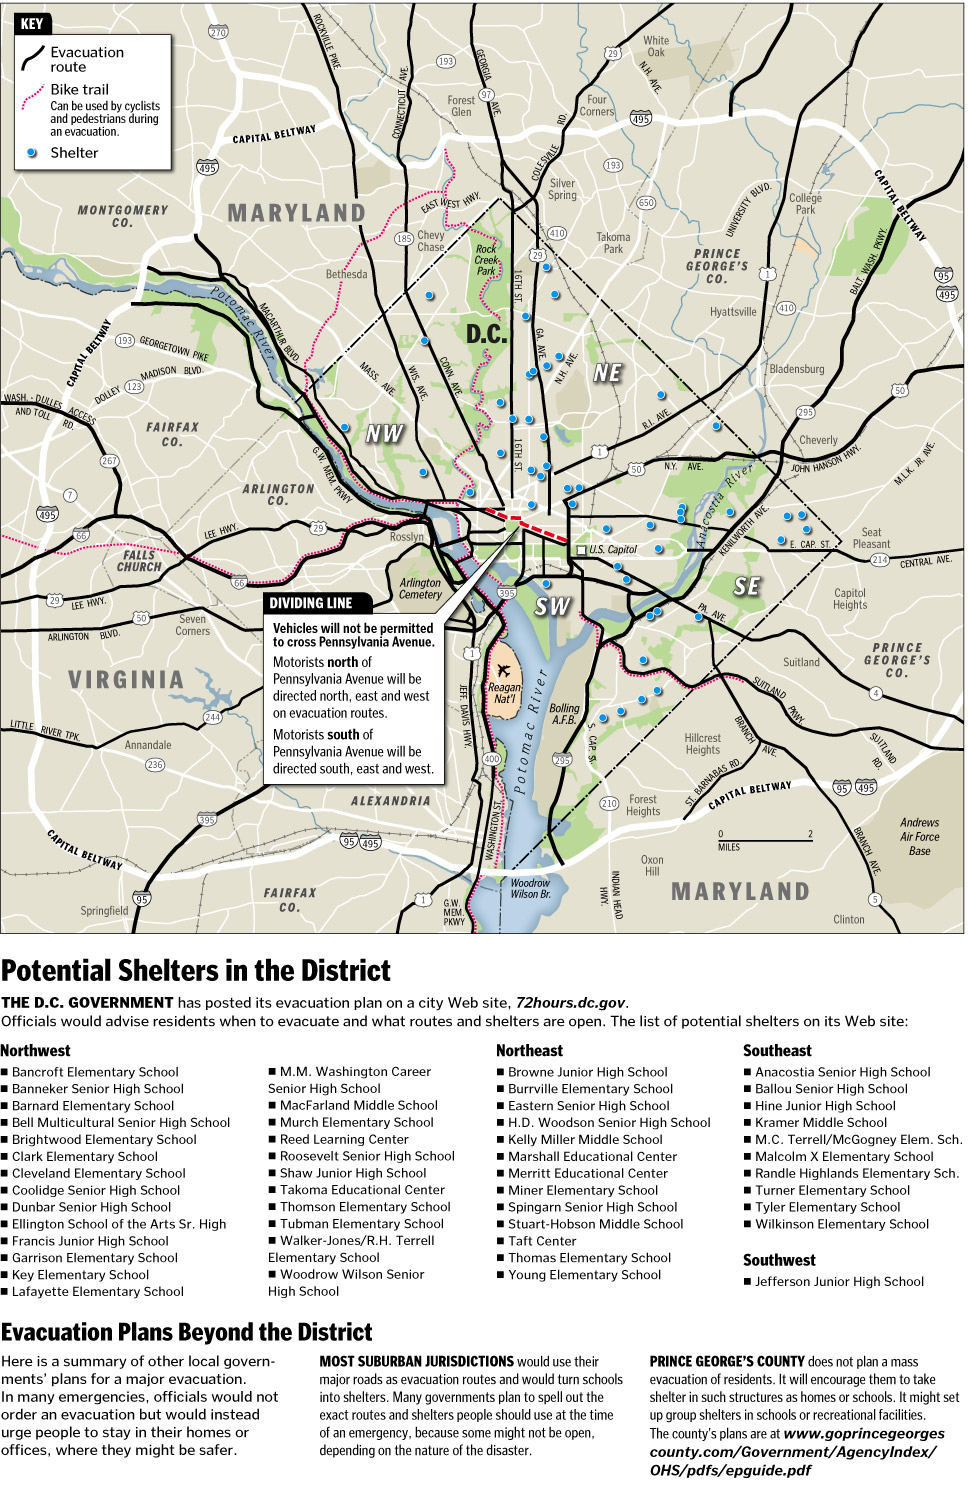 KEY
Evacuation
route
Bike trail
Can be used by cyclists
and pedestrians during
an evacuation.
Shelter
270
ROCKVILLE PIKE
CONNECTICUT AVE.
193
GEORGIA
AVE.
97
29
White
Oak
N.H. AVE.
Forest
Glen
Four
Corners
495
CAPITAL BELTWAY
495
COLESVILLE RD.
193
Silver
Spring
650
UNIVERSITY BLVD.
College
Park
CAPITAL BELTWAY
MONTGOMERY
CO.
MARYLAND
EAST WEST HWY.
185
Chevy
Chase
Rock
Creek
Park
410
29
Takoma
Park
PRINCE
GEORGE'S
CO.
1
BALT. WASH. PKWY.
95
495
Bethesda
16TH ST.
410
Hyattsville
Potomac River
MACARTHUR BLVD.
CAPITAL BELTWAY
193
GEORGETOWN PIKE
D.C.
GA. AVE.
N.H. AVE.
NE
Bladensburg
MASS. AVE.
WIS. AVE.
CONN. AVE.
DOLLEY
123
MADISON BLVD.
50
WASH. - DULLES ACCESS
AND TOLL RD.
FAIRFAX
CO.
NW
16TH ST.
R.I. AVE.
295
Cheverly
1
50
N.Y. AVE.
JOHN HANSON HWY.
M.L.K. JR. AVE.
267
7
495
G.W. MEM. PKWY
ARLINGTON
CO.
Anacostia River
KENILWORTH AVE.
66
LEE HWY.
29
Rosslyn
U.S. Capitol
E. CAP. ST.
Seat
Pleasant
214
CENTRAL AVE.
FALLS
CHURCH
66
Arlington
Cemetery
395
SW
SE
Capitol
Heights
29
LEE HWY.
50
ARLINGTON BLVD.
Seven
Corners
PA. AVE.
DIVIDING LINE
Vehicles will not be permitted
to cross Pennsylvania Avenue.
Motorists north of
Pennsylvania Avenue will be
directed north, east and west
on evacuation routes.
Motorists south of
Pennsylvania Avenue will be
directed south, east and west.
1
Reagan
Nat'l
Suitland
PRINCE
GEORGE'S
CO.
4
VIRGINIA
JEFF. DAVIS HWY.
Potomac River
Bolling
A.F.B.
S. CAP. St.
SUITLAND
PKWY.
LITTLE RIVER TPK.
244
Annandale
236
400
295
Hillcrest
Heights
BRANCH
AVE.
SUITLAND
RD.
ST. BARNABAS RD.
CAPITAL BELTWAY
95
495
210
Forest
Heights
ALEXANDRIA
395
WASHINGTON ST.
0
2
MILES
BRANCH AVE.
Andrews
Air Force
Base
CAPITAL BELTWAY
95
495
Oxon
Hill
Woodrow
Wilson Br.
INDIAN HEAD
HWY.
MARYLAND
95
Springfield
FAIRFAX
CO.
1
G.W.
MEM.
PKWY
5
Clinton
Potential Shelters in the District
THE D.C. GOVERNMENT has posted its evacuation plan on a city Web site, 72hours.dc.gov.
Officials would advise residents when to evacuate and what routes and shelters are open. The list of potential shelters on its Web site:
Northwest
■ Bancroft Elementary School
■ Banneker Senior High School
■ Barnard Elementary School
■ Bell Multicultural Senior High School
■ Brightwood Elementary School
■ Clark Elementary School
■ Cleveland Elementary School
■ Coolidge Senior High School
■ Dunbar Senior High School
■ Ellington School of the Arts Sr. High
■ Francis Junior High School
■ Garrison Elementary School
■ Key Elementary School
■ Lafayette Elementary School
■ M.M. Washington Career
Senior High School
■ MacFarland Middle School
■ Murch Elementary School
■ Reed Learning Center
■ Roosevelt Senior High School
■ Shaw Junior High School
■ Takoma Educational Center
■ Thomson Elementary School
■ Tubman Elementary School
■ Walker-Jones/R.H. Terrell
Elementary School
■ Woodrow Wilson Senior
High School
Northeast
■ Browne Junior High School
■ Burrville Elementary School
■ Eastern Senior High School
■ H.D. Woodson Senior High School
■ Kelly Miller Middle School
■ Marshall Educational Center
■ Merritt Educational Center
■ Miner Elementary School
■ Spingarn Senior High School
■ Stuart-Hobson Middle School
■ Taft Center
■ Thomas Elementary School
■ Young Elementary School
Southeast
■ Anacostia Senior High School
■ Ballou Senior High School
■ Hine Junior High School
■ Kramer Middle School
■ M.C. Terrell/McGogney Elem. Sch.
■ Malcolm X Elementary School
■ Randle Highlands Elementary Sch.
■ Turner Elementary School
■ Tyler Elementary School
■ Wilkinson Elementary School
Southwest
■ Jefferson Junior High School
Evacuation Plans Beyond the District
Here is a summary of other local govern-
ments' plans for a major evacuation.
In many emergencies, officials would not
order an evacuation but would instead
urge people to stay in their homes or
offices, where they might be safer.
MOST SUBURBAN JURISDICTIONS would use their
major roads as evacuation routes and would turn schools
into shelters. Many governments plan to spell out the
exact routes and shelters people should use at the time
of an emergency, because some might not be open,
depending on the nature of the disaster.
PRINCE GEORGE'S COUNTY does not plan a mass
evacuation of residents. It will encourage them to take
shelter in such structures as homes or schools. It might set
up group shelters in schools or recreational facilities.
The county's plans are at www.goprincegeorges
county.com/Government/AgencyIndex/
OHS/pdfs/epguide.pdf